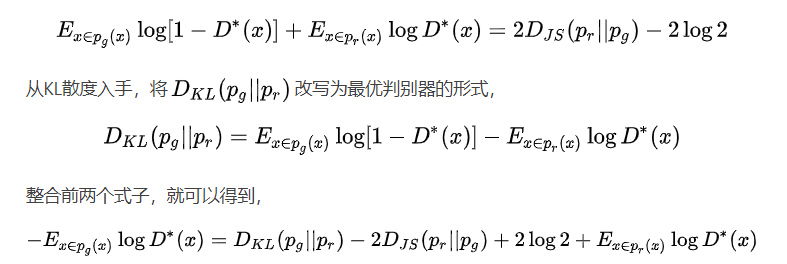 $E_{x\in p_g(x)} \log[1 - D^*(x)] + E_{x\in p_r(x)} \log D^*(x) = 2D_{JS}(p_r||p_g) - 2\log 2$
从KL散度入手，将 $D_{KL}(p_g||p_r)$ 改写为最优判别器的形式，
$D_{KL}(p_g||p_r) = E_{x\in p_g(x)} \log[1 - D^*(x)] - E_{x\in p_r(x)} \log D^*(x)$
整合前两个式子，就可以得到，
$-E_{x\in p_g(x)} \log D^*(x) = D_{KL}(p_g||p_r) - 2D_{JS}(p_r||p_g) + 2\log 2 + E_{x\in p_r(x)} \log D^*(x)$